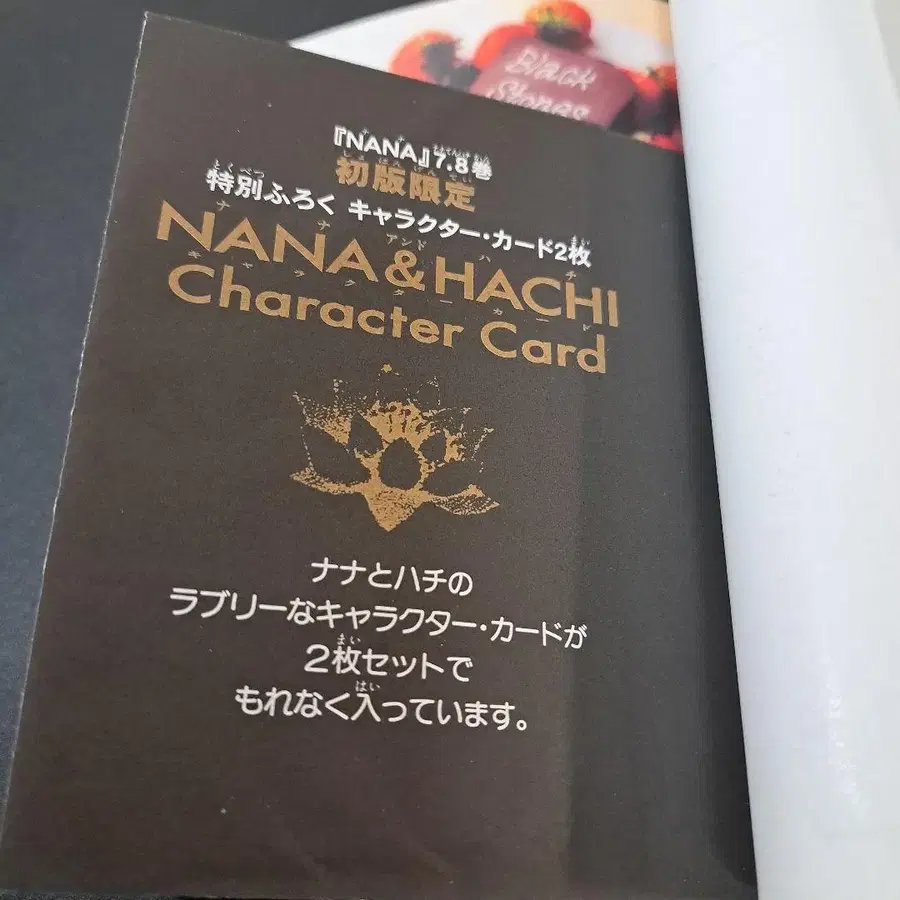 Black
Stones
『NANA』7.8巻
初版限定
特別ふろく キャラクター・カード2枚
NANA&HACHI
Character Card
ナナとハチの
ラブリーなキャラクター・カードが
2枚セットで
もれなく入っています。